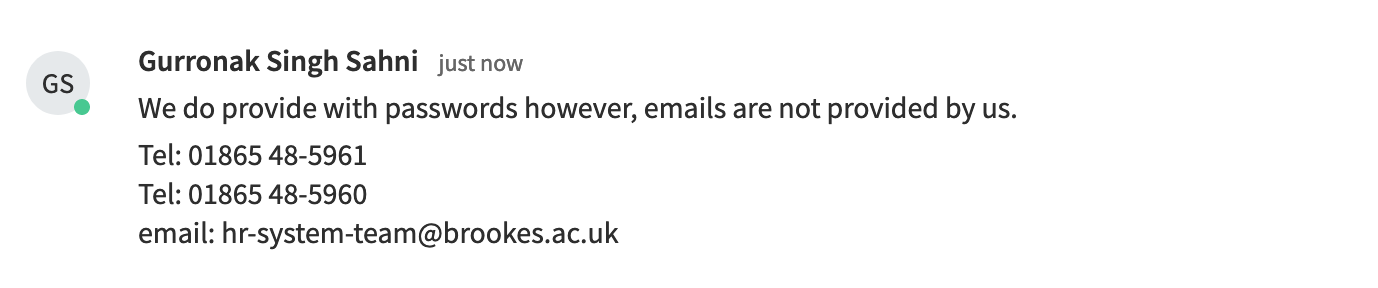 GS
Gurronak Singh Sahni just now
We do provide with passwords however, emails are not provided by us.
Tel: 01865 48-5961
Tel: 01865 48-5960
email: hr-system-team@brookes.ac.uk